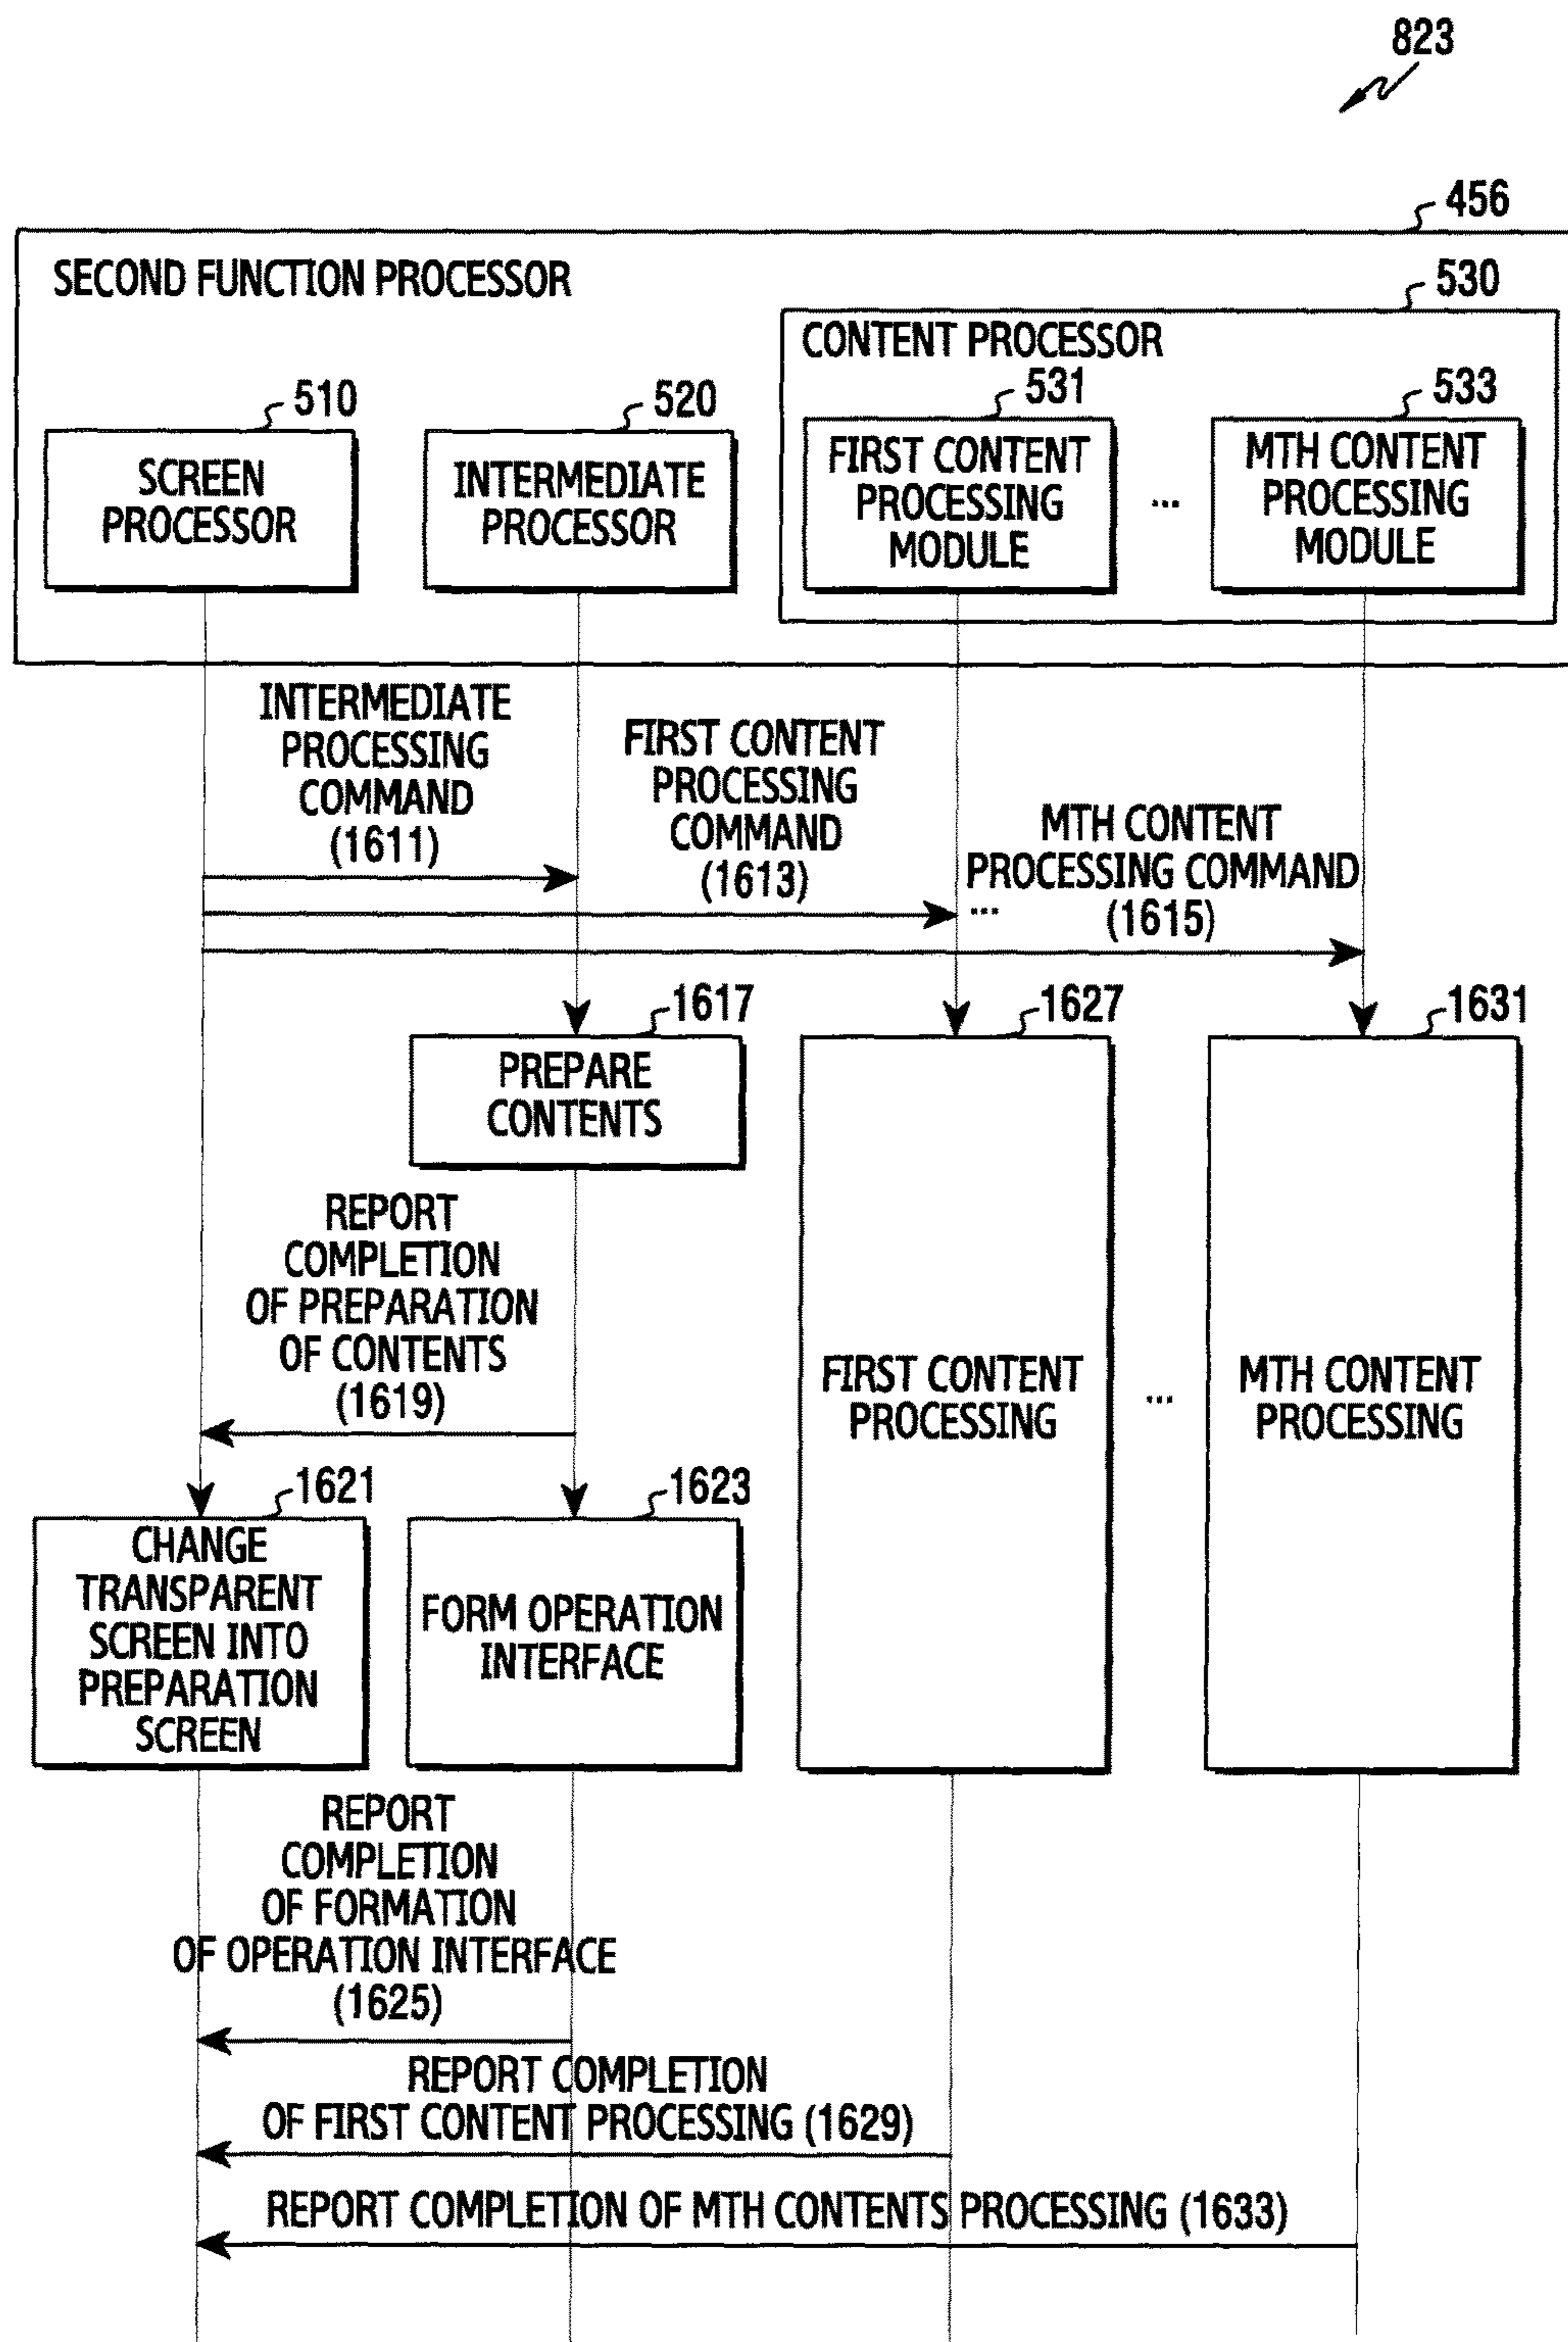 823
456
SECOND FUNCTION PROCESSOR
530
CONTENT PROCESSOR
510
520
531
533
SCREEN
PROCESSOR
INTERMEDIATE
PROCESSOR
FIRST CONTENT
PROCESSING
MODULE
...
MTH CONTENT
PROCESSING
MODULE
INTERMEDIATE
PROCESSING
COMMAND
(1611)
FIRST CONTENT
PROCESSING
COMMAND
(1613)
...
MTH CONTENT
PROCESSING COMMAND
(1615)
1617
1627
1631
PREPARE
CONTENTS
REPORT
COMPLETION
OF PREPARATION
OF CONTENTS
(1619)
FIRST CONTENT
PROCESSING
...
MTH CONTENT
PROCESSING
1621
1623
CHANGE
TRANSPARENT
SCREEN INTO
PREPARATION
SCREEN
FORM OPERATION
INTERFACE
REPORT
COMPLETION
OF FORMATION
OF OPERATION INTERFACE
(1625)
REPORT COMPLETION
OF FIRST CONTENT PROCESSING (1629)
REPORT COMPLETION OF MTH CONTENTS PROCESSING (1633)